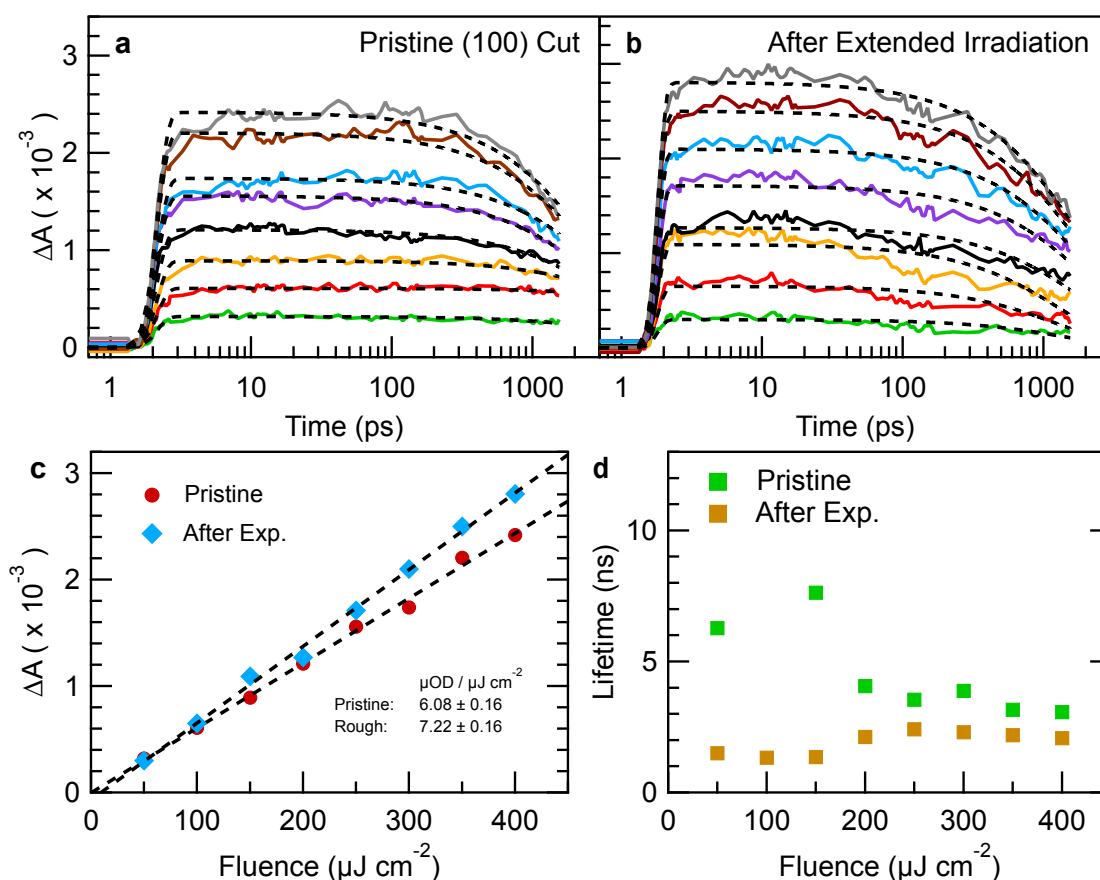 a Pristine (100) Cut
b After Extended Irradiation
ΔA ( x 10⁻³)
3
2
1
0
1 10 100 1000
1 10 100 1000
Time (ps)
Time (ps)
c
Pristine
After Exp.
ΔA ( x 10⁻³)
3
2
1
0
µOD / µJ cm⁻²
Pristine: 6.08 ± 0.16
Rough: 7.22 ± 0.16
0 100 200 300 400
Fluence (µJ cm⁻²)
d
Pristine
After Exp.
Lifetime (ns)
10
5
0
0 100 200 300 400
Fluence (µJ cm⁻²)